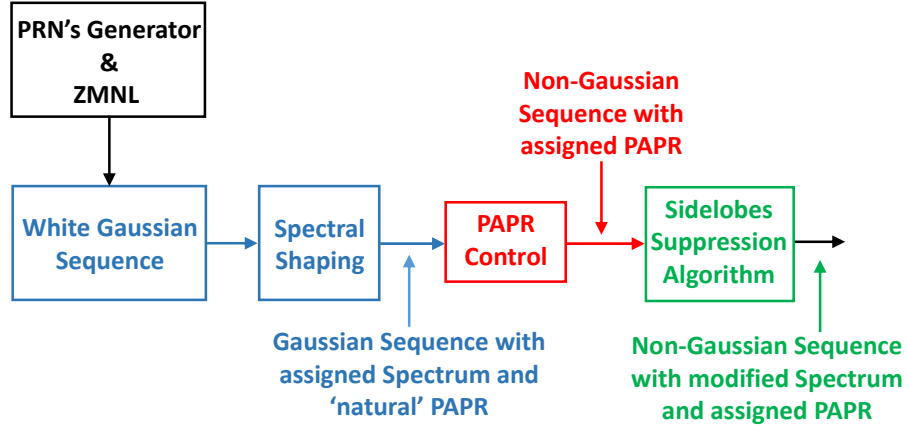 PRN's Generator
&
ZMNL
White Gaussian
Sequence
Spectral
Shaping
Gaussian Sequence with
assigned Spectrum and
‘natural’ PAPR
PAPR
Control
Non-Gaussian
Sequence with
assigned PAPR
Sidelobes
Suppression
Algorithm
Non-Gaussian Sequence
with modified Spectrum
and assigned PAPR